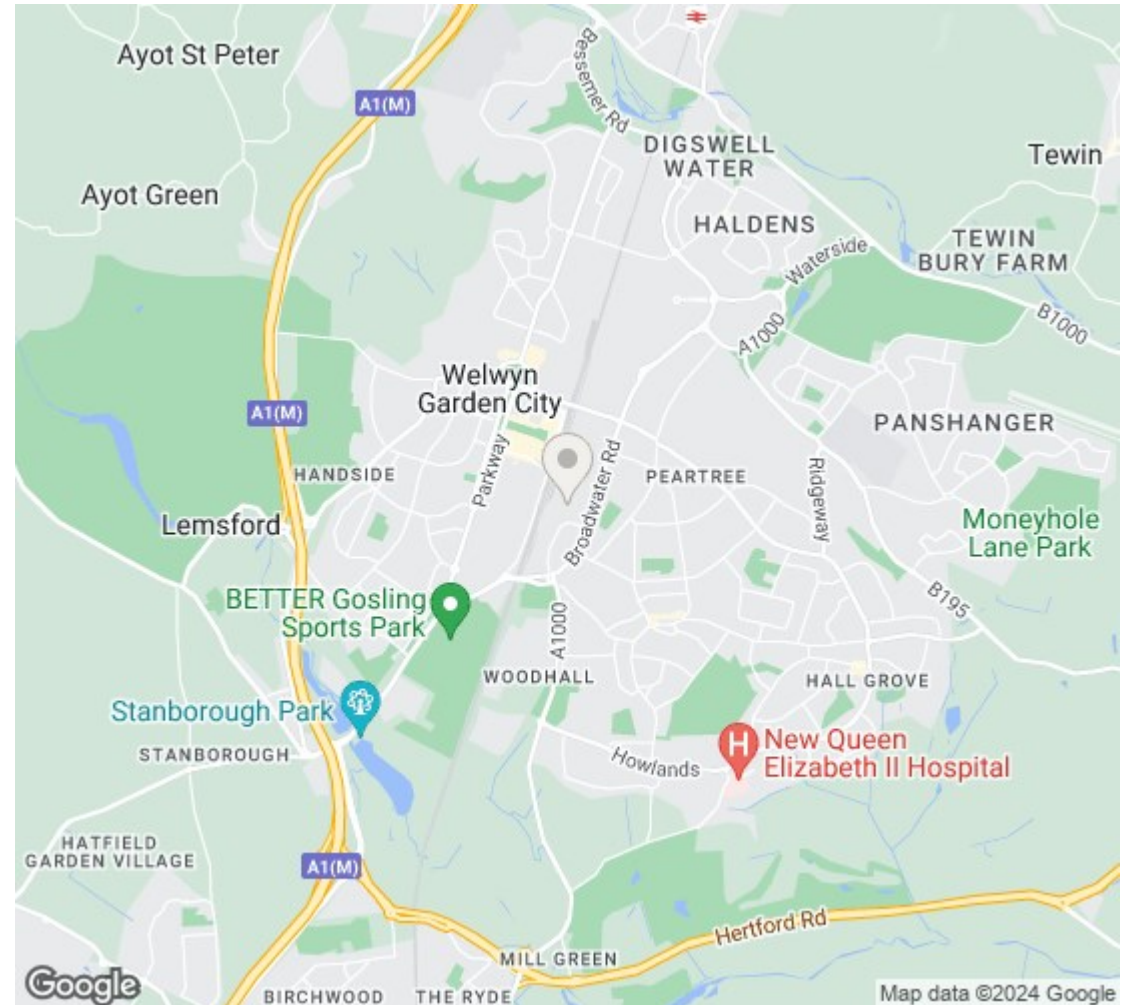 Ayot St Peter
A1(M)
Bessemer Rd
DIGSWELL
WATER
Tewin
Ayot Green
HALDENS
TEWIN
BURY FARM
Waterside
B1000
A1000
Welwyn
Garden City
A1(M)
PANSHANGER
HANDSIDE
Parkway
Broadwater Rd
PEARTREE
Ridgeway
Lemsford
Moneyhole
Lane Park
BETTER Gosling
Sports Park
B195
A1000
WOODHALL
HALL GROVE
Stanborough Park
STANBOROUGH
H
New Queen
Elizabeth II Hospital
Howlands
HATFIELD
GARDEN VILLAGE
A1(M)
Hertford Rd
MILL GREEN
Google
BIRCHWOOD
THE RYDE
Map data ©2024 Google